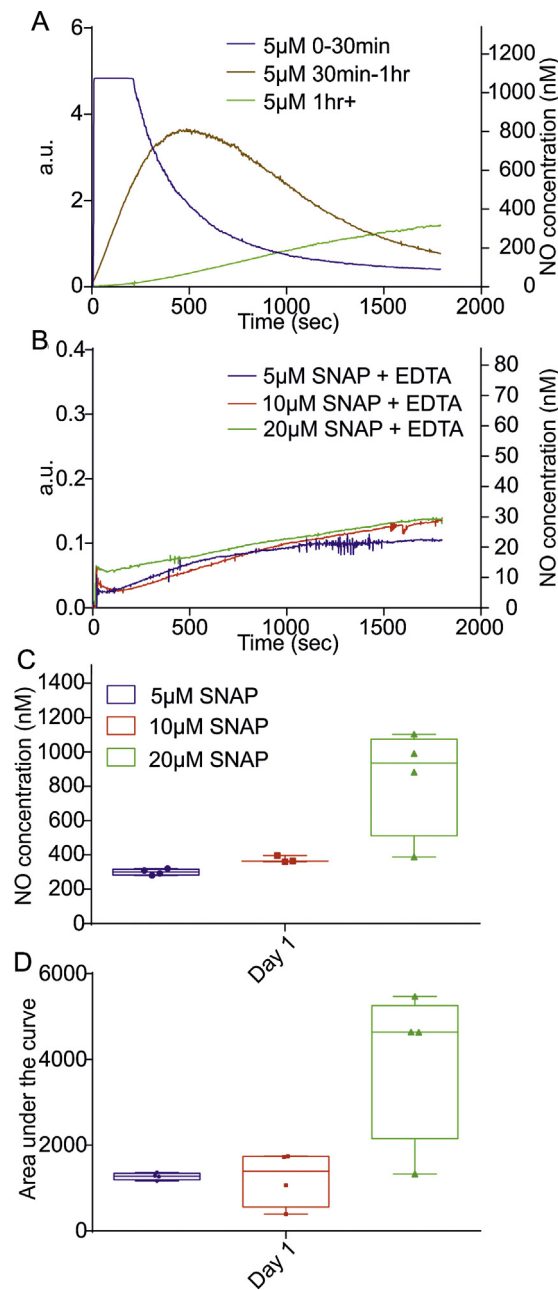 A
6
4
2
0
a.u.
5µM 0-30min
5µM 30min-1hr
5µM 1hr+
1200
1000
800
600
400
200
0
NO concentration (nM)
0 500 1000 1500 2000
Time (sec)
B
0.4
0.3
0.2
0.1
0.0
a.u.
5µM SNAP + EDTA
10µM SNAP + EDTA
20µM SNAP + EDTA
80
70
60
50
40
30
20
10
0
NO concentration (nM)
0 500 1000 1500 2000
Time (sec)
C
1400
1200
1000
800
600
400
200
0
NO concentration (nM)
5µM SNAP
10µM SNAP
20µM SNAP
Day 1
D
6000
4000
2000
0
Area under the curve
Day 1